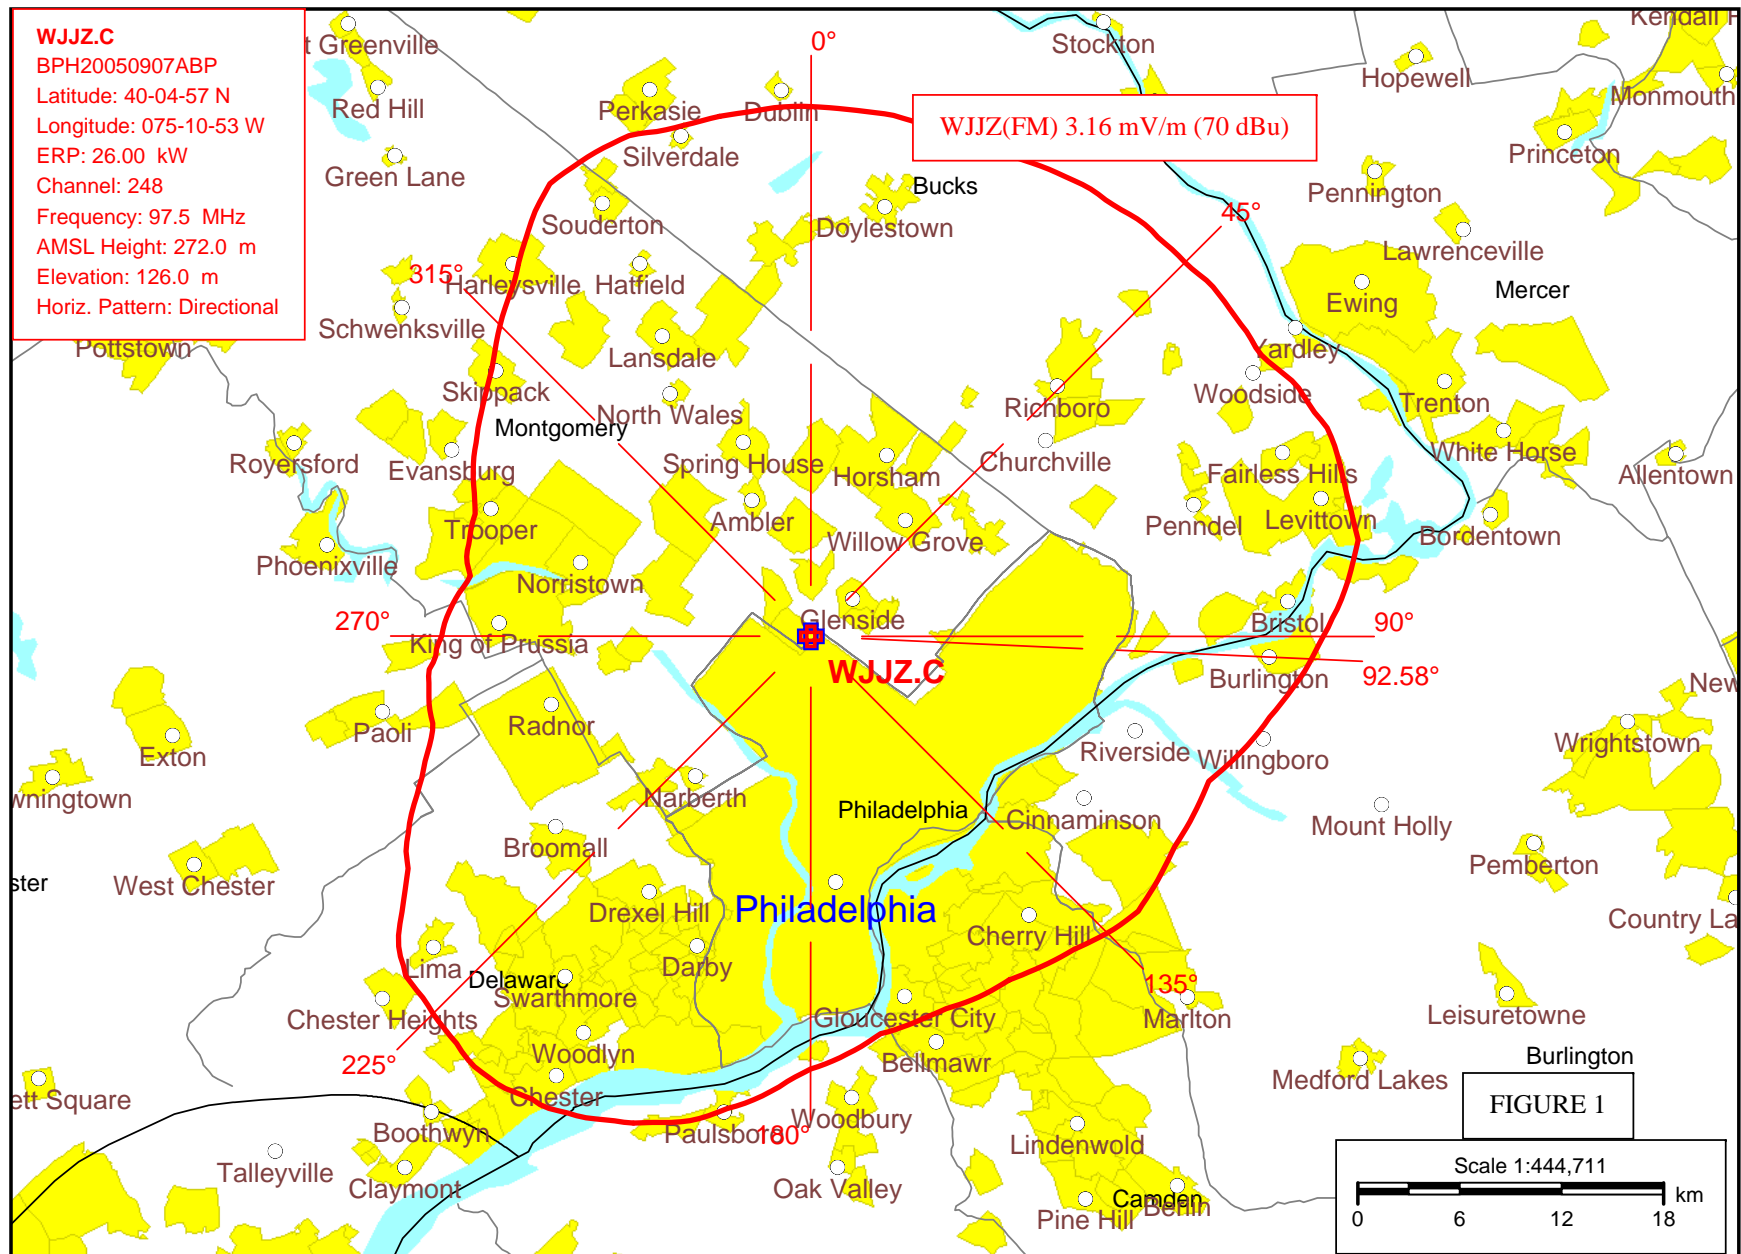 WJJZ.C
BPH20050907ABP
Latitude: 40-04-57 N
Longitude: 075-10-53 W
ERP: 26.00 kW
Channel: 248
Frequency: 97.5 MHz
AMSL Height: 272.0 m
Elevation: 126.0 m
Horiz. Pattern: Directional
t Greenville
0°
Stockton
Kendall
Hopewell
Red Hill
Perkasie
Dublin
Monmouth
WJJZ(FM) 3.16 mV/m (70 dBu)
Silverdale
Princeton
Green Lane
Bucks
Pennington
Souderton
Doylestown
45°
Lawrenceville
315°
Harleysville
Hatfield
Ewing
Mercer
Schwenksville
Pottstown
Lansdale
Yardley
Skippack
North Wales
Richboro
Woodside
Trenton
Montgomery
Royersford
Evansburg
Spring House
Horsham
Churchville
Fairless Hills
White Horse
Allentown
Trooper
Ambler
Willow Grove
Penndel
Levittown
Bordentown
Phoenixville
Norristown
270°
King of Prussia
Glenside
Bristol
90°
WJJZ.C
Burlington
92.58°
New
Exton
Paoli
Radnor
Riverside
Willingboro
Wrightstown
wningtown
Narberth
Philadelphia
Cinnaminson
Mount Holly
Broomall
Pemberton
ster
West Chester
Drexel Hill
Philadelphia
Cherry Hill
Country La
Lima
Delaware
Darby
Swarthmore
135°
Chester Heights
Gloucester City
Marlton
Leisuretowne
225°
Woodlyn
Bellmawr
Burlington
Medford Lakes
ett Square
Chester
Woodbury
FIGURE 1
Boothwyn
Paulsboro
180°
Lindenwold
Talleyville
Claymont
Oak Valley
Scale 1:444,711
km
Camden
Berlin
Pine Hill
0 6 12 18